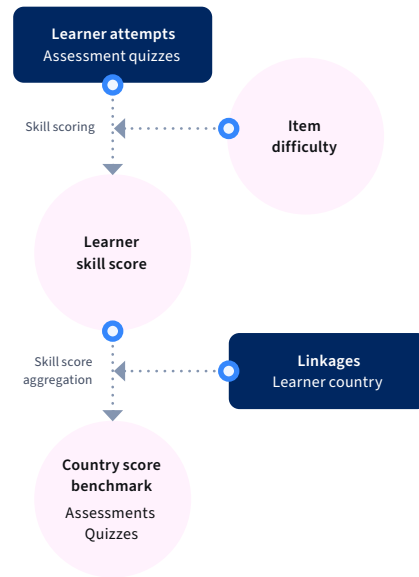 Learner attempts
Assessment quizzes
Skill scoring
Item
difficulty
Learner
skill score
Skill score
aggregation
Linkages
Learner country
Country score
benchmark
Assessments
Quizzes